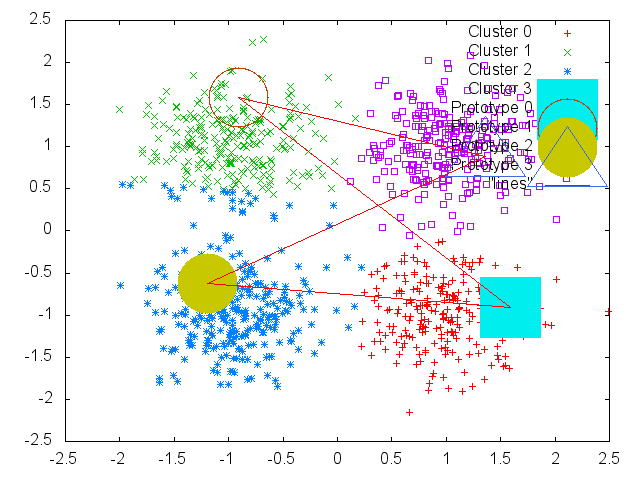 2.5
2
1.5
1
0.5
0
-0.5
-1
-1.5
-2
-2.5
-2.5 -2 -1.5 -1 -0.5 0 0.5 1 1.5 2 2.5
Cluster 0
Cluster 1
Cluster 2
Cluster 3
Prototype 0
Prototype 1
Prototype 2
Prototype 3
"lines"